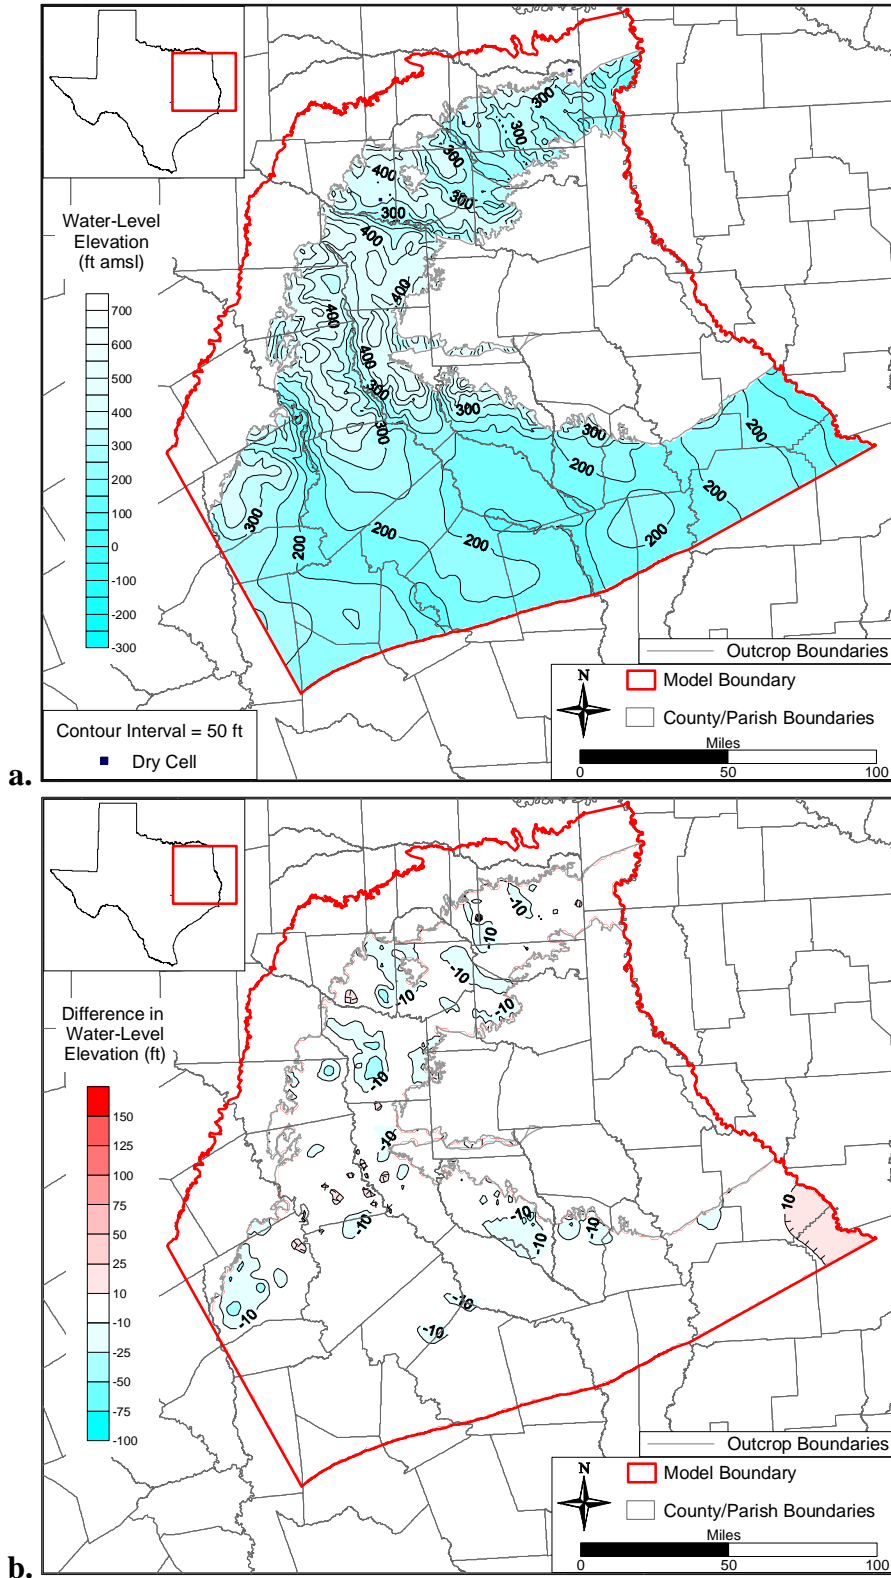 300
300
300
400
300
300
400
400
400
400
300
300
300
300
200
200
300
200
200
200
200
200
Water-Level
Elevation
(ft amsl)
700
600
500
400
300
200
100
0
-100
-200
-300
Contour Interval = 50 ft
Dry Cell
Outcrop Boundaries
N
Model Boundary
County/Parish Boundaries
Miles
0 50 100
a.
-10
-10
-10
-10
-10
-10
-10
-10
-10
-10
-10
-10
-10
-10
10
Difference in
Water-Level
Elevation (ft)
150
125
100
75
50
25
10
-10
-25
-50
-75
-100
Outcrop Boundaries
N
Model Boundary
County/Parish Boundaries
Miles
0 50 100
b.